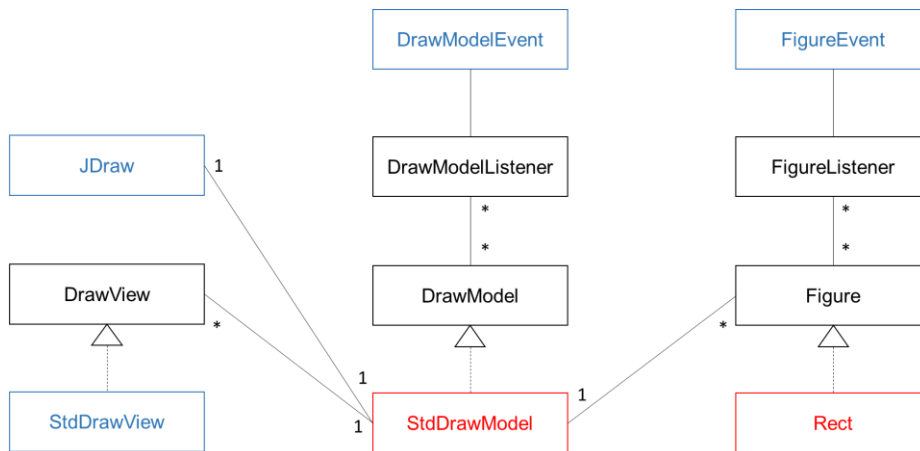 DrawModelEvent
FigureEvent
JDraw
1
DrawModelListener
FigureListener
*
*
*
*
DrawView
DrawModel
Figure
*
*
1
1
1
StdDrawView
StdDrawModel
Rect